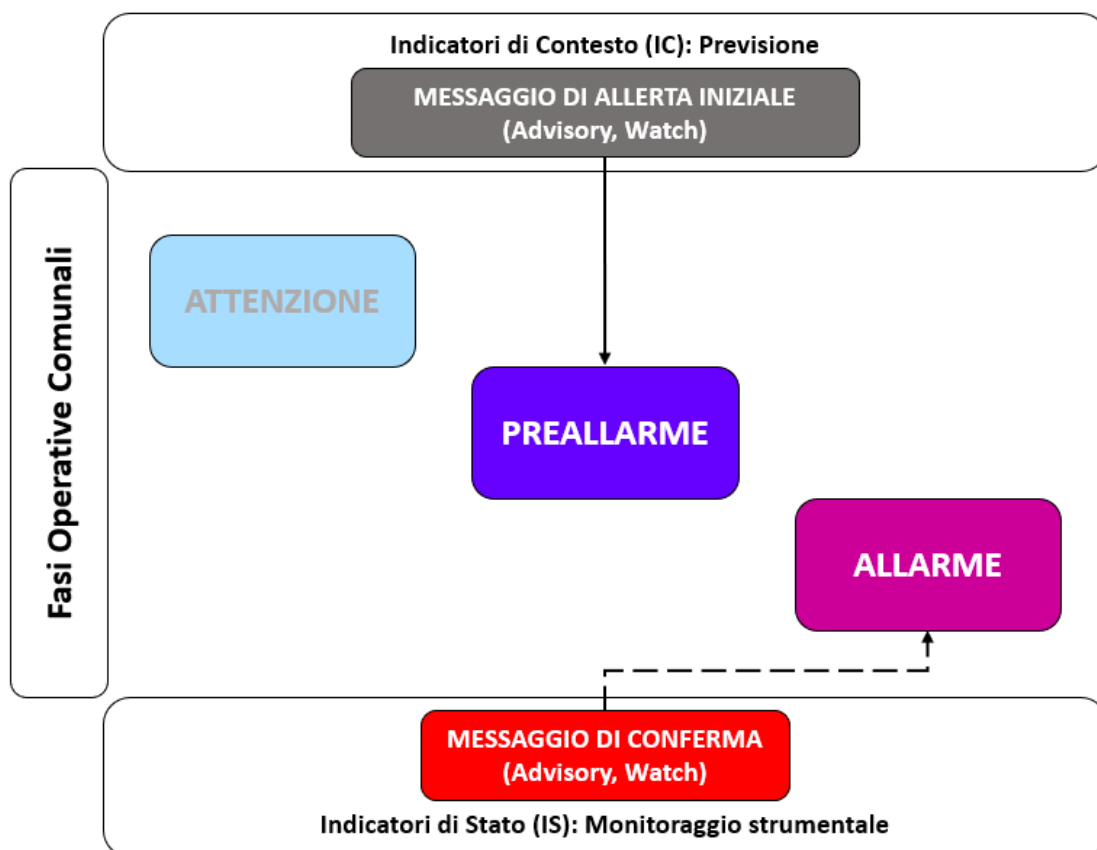 Indicatori di Contesto (IC): Previsione
MESSAGGIO DI ALLERTA INIZIALE
(Advisory, Watch)
Fasi Operative Comunali
ATTENZIONE
PREALLARME
ALLARME
MESSAGGIO DI CONFERMA
(Advisory, Watch)
Indicatori di Stato (IS): Monitoraggio strumentale